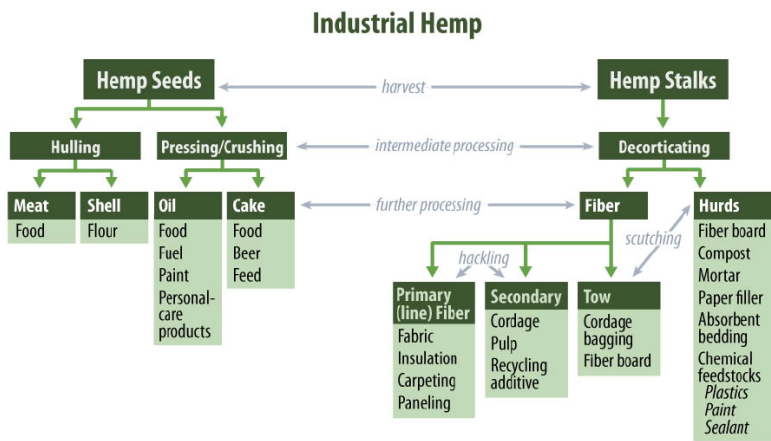 Industrial Hemp
Hemp Seeds
harvest
Hemp Stalks
Hulling
Pressing/Crushing
intermediate processing
Decorticating
Meat
Food
Shell
Flour
Oil
Food
Fuel
Paint
Personal-
care
products
Cake
Food
Beer
Feed
further processing
Fiber
Hurds
Fiber board
Compost
Mortar
Paper filler
Absorbent
bedding
Chemical
feedstocks
Plastics
Paint
Sealant
scutching
hackling
Primary
(line) Fiber
Fabric
Insulation
Carpeting
Paneling
Secondary
Cordage
Pulp
Recycling
additive
Tow
Cordage
bagging
Fiber board